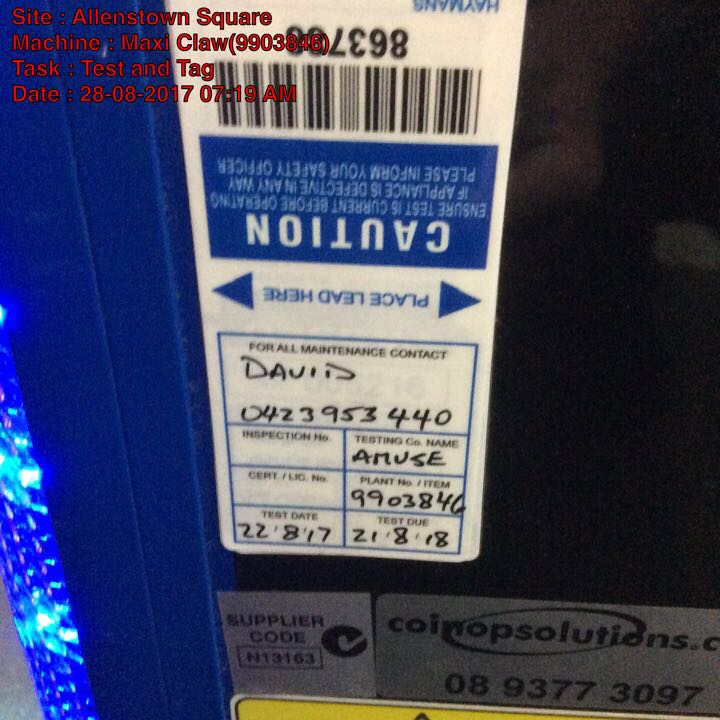 Site : Allenstown Square
Machine : Maxi Claw(9903846)
Task : Test and Tag
Date : 28-08-2017 07:19 AM
HAYMANS
CAUTION
ENSURE TEST IS CURRENT BEFORE OPERATING
IF APPLIANCE IS DEFECTIVE IN ANY WAY
PLEASE INFORM YOUR SAFETY OFFICER
PLACE LEAD HERE
FOR ALL MAINTENANCE CONTACT
DAVID
0423953440
INSPECTION No.
TESTING Co. NAME
AMUSE
CERT. / LIC. No.
PLANT No. / ITEM
9903846
TEST DATE
22/8/17
TEST DUE
21/8/18
SUPPLIER
CODE
N13163
coinopsolutions.c
08 9377 3097